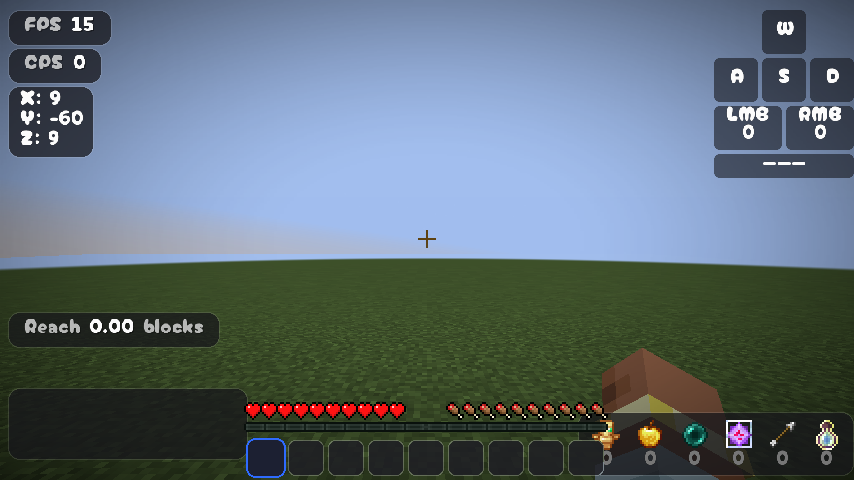 FPS 15
CPS 0
X: 9
Y: -60
Z: 9
W
A S D
LMB RMB
0 0
---
Reach 0.00 blocks
0 0 0 0 0 0